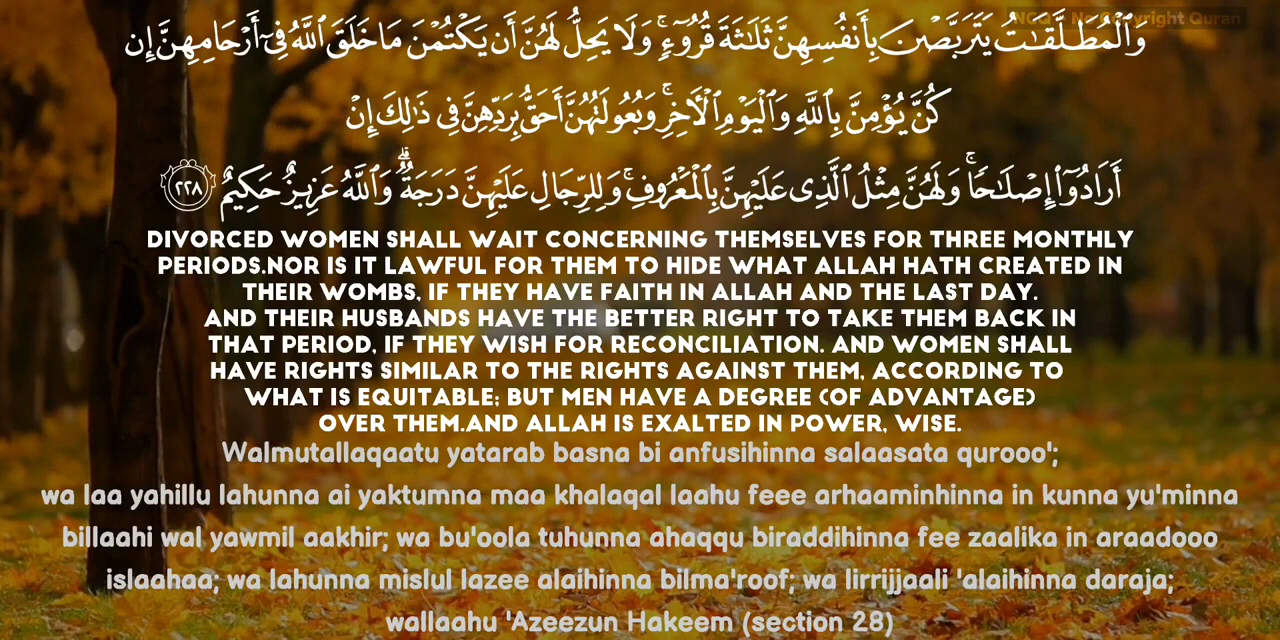 NCQ - No Copyright Quran
وَٱلْمُطَلَّقَـٰتُ يَتَرَبَّصْنَ بِأَنفُسِهِنَّ ثَلَـٰثَةَ قُرُوٓءٍ ۚ وَلَا يَحِلُّ لَهُنَّ أَن يَكْتُمْنَ مَا خَلَقَ ٱللَّهُ فِىٓ أَرْحَامِهِنَّ إِن
كُنَّ يُؤْمِنَّ بِٱللَّهِ وَٱلْيَوْمِ ٱلْـَٔاخِرِ ۚ وَبُعُولَتُهُنَّ أَحَقُّ بِرَدِّهِنَّ فِى ذَٰلِكَ إِنْ
أَرَادُوٓا۟ إِصْلَـٰحًا ۚ وَلَهُنَّ مِثْلُ ٱلَّذِى عَلَيْهِنَّ بِٱلْمَعْرُوفِ ۚ وَلِلرِّجَالِ عَلَيْهِنَّ دَرَجَةٌ ۗ وَٱللَّهُ عَزِيزٌ حَكِيمٌ ٢٢٨
DIVORCED WOMEN SHALL WAIT CONCERNING THEMSELVES FOR THREE MONTHLY
PERIODS.NOR IS IT LAWFUL FOR THEM TO HIDE WHAT ALLAH HATH CREATED IN
THEIR WOMBS, IF THEY HAVE FAITH IN ALLAH AND THE LAST DAY.
AND THEIR HUSBANDS HAVE THE BETTER RIGHT TO TAKE THEM BACK IN
THAT PERIOD, IF THEY WISH FOR RECONCILIATION. AND WOMEN SHALL
HAVE RIGHTS SIMILAR TO THE RIGHTS AGAINST THEM, ACCORDING TO
WHAT IS EQUITABLE; BUT MEN HAVE A DEGREE (OF ADVANTAGE)
OVER THEM.AND ALLAH IS EXALTED IN POWER, WISE.
Walmutallaqaatu yatarab basna bi anfusihinna salaasata qurooo';
wa laa yahillu lahunna ai yaktumna maa khalaqal laahu feee arhaaminhinna in kunna yu'minna
billaahi wal yawmil aakhir; wa bu'oola tuhunna ahaqqu biraddihinna fee zaalika in araadooo
islaahaa; wa lahunna mislul lazee alaihinna bilma'roof; wa lirrijjaali 'alaihinna daraja;
wallaahu 'Azeezun Hakeem (section 28)